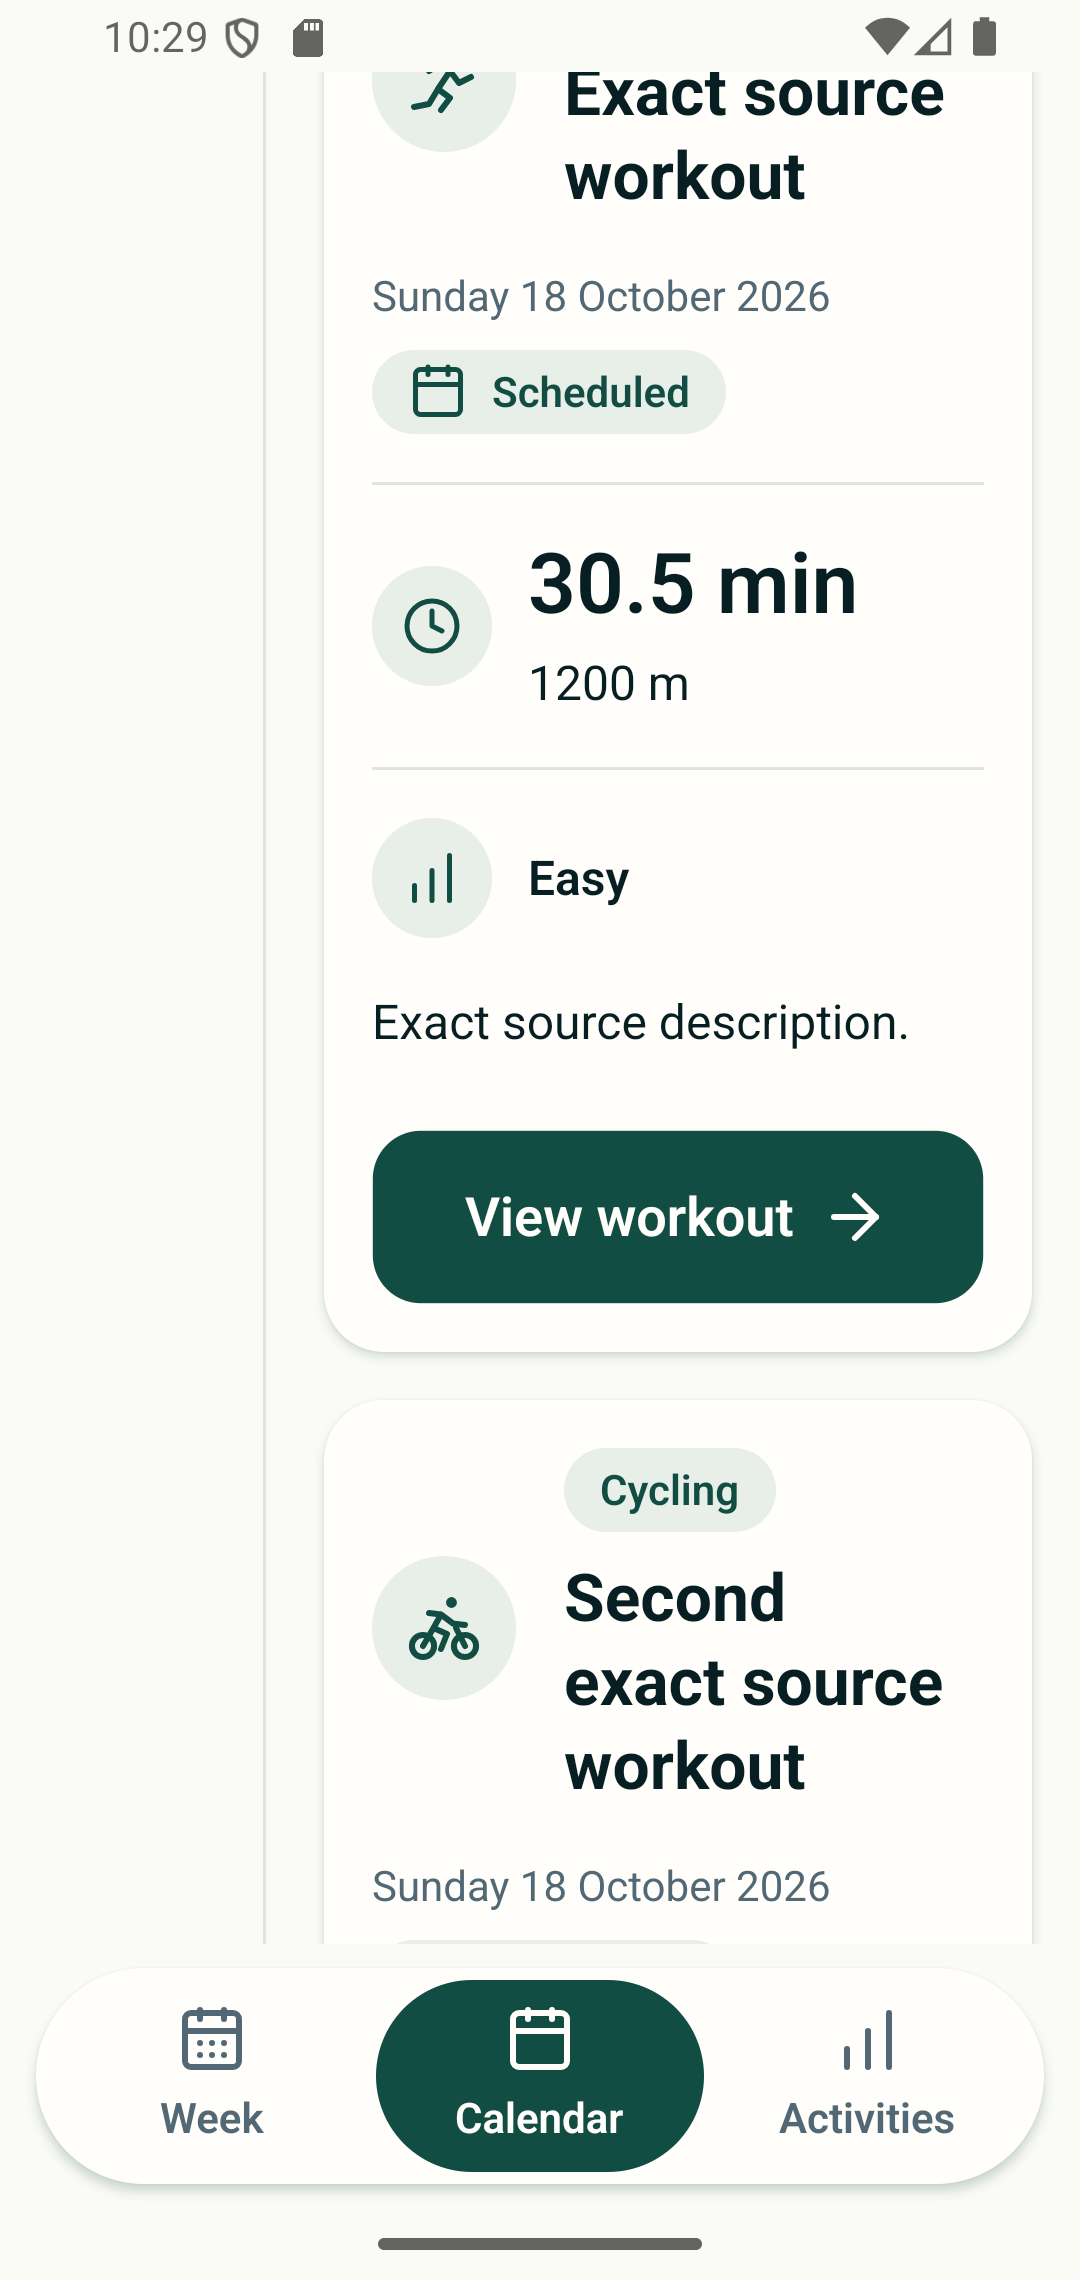 10:29
Exact source
workout
Sunday 18 October 2026
Scheduled
30.5 min
1200 m
Easy
Exact source description.
View workout
Cycling
Second
exact source
workout
Sunday 18 October 2026
Week
Calendar
Activities